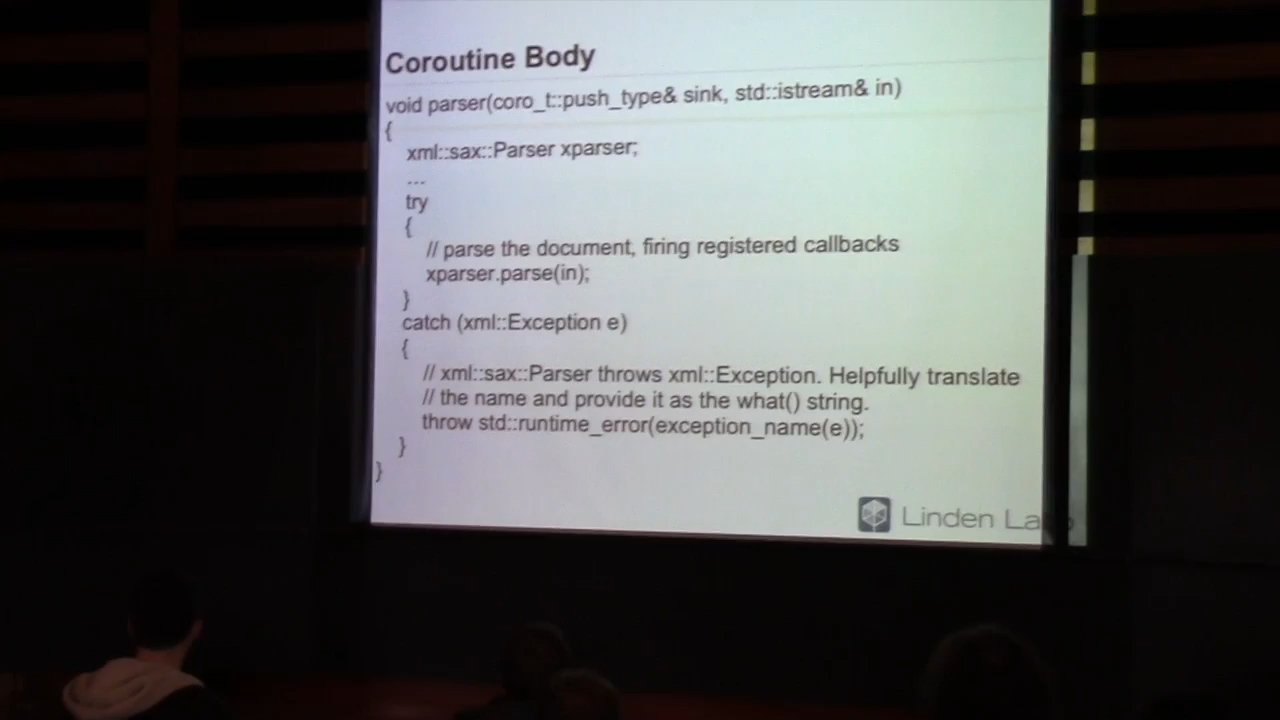 Coroutine Body
void parser(coro_t::push_type& sink, std::istream& in)
{
xml::sax::Parser xparser;
...
try
{
// parse the document, firing registered callbacks
xparser.parse(in);
}
catch (xml::Exception e)
{
// xml::sax::Parser throws xml::Exception. Helpfully translate
// the name and provide it as the what() string.
throw std::runtime_error(exception_name(e));
}
}
Linden Lab